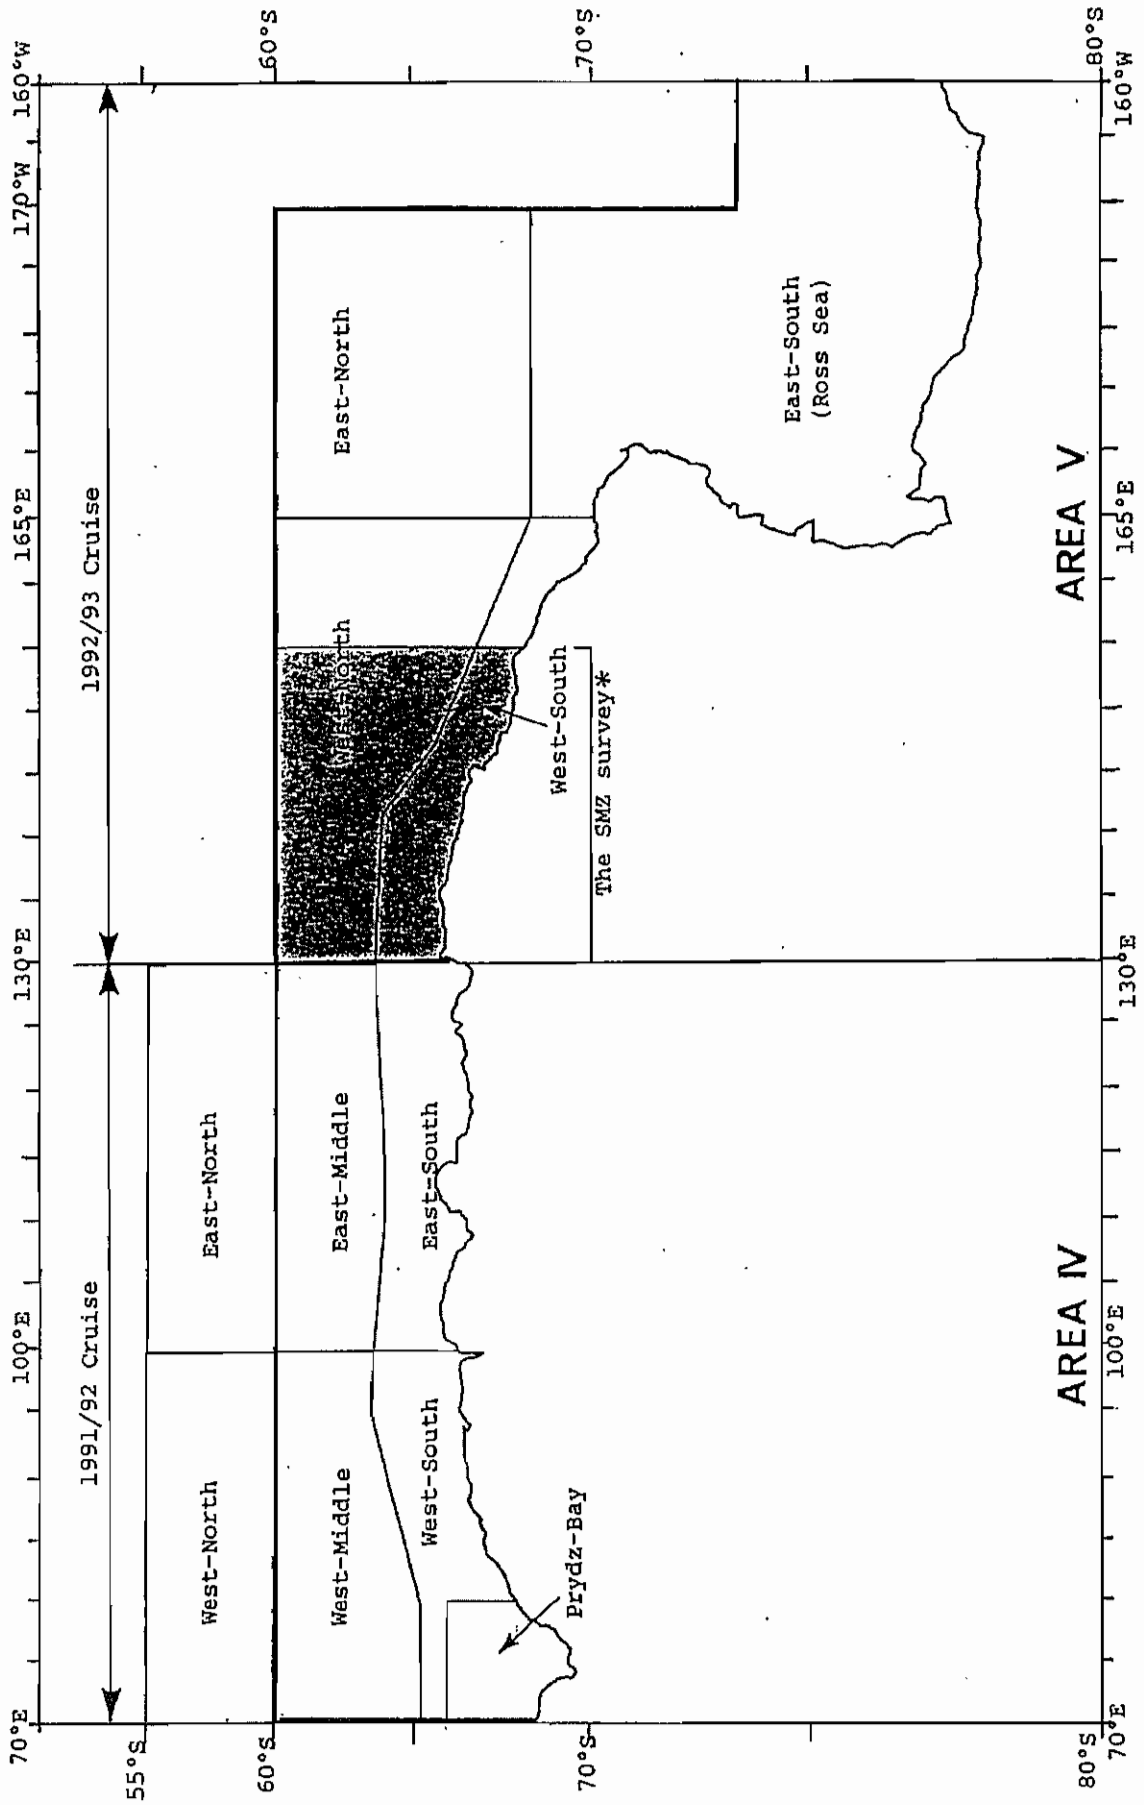 70°E 100°E 130°E 165°E 170°W 160°W
1991/92 Cruise
1992/93 Cruise
55°S
West-North
East-North
60°S
60°S
West-Middle
East-Middle
West-North
East-North
West-South
East-South
West-South
Prydz-Bay
70°S
70°S
The SMZ survey*
East-South
(Ross Sea)
AREA IV
AREA V
80°S
80°S
70°E 100°E 130°E 165°E 160°W